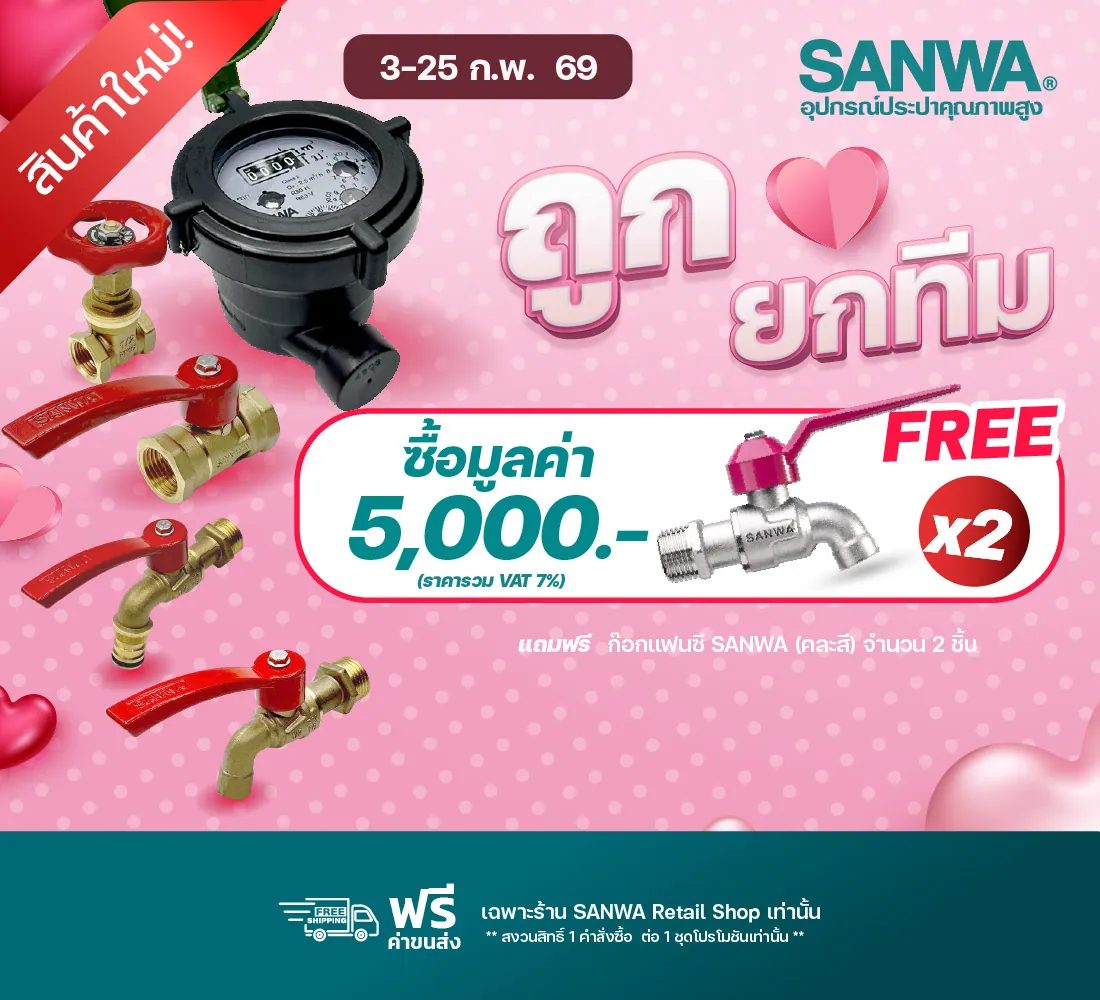 สินค้าใหม่!
3-25 ก.พ. 69
SANWA®
อุปกรณ์ประปาคุณภาพสูง
ถูก
ยกทีม
SANWA
ซื้อมูลค่า
5,000.-
(ราคารวม VAT 7%)
SANWA
FREE
x2
แถมฟรี ก๊อกแฟนซี SANWA (คละสี) จำนวน 2 ชิ้น
FREE
SHIPPING
ฟรี
ค่าขนส่ง
เฉพาะร้าน SANWA Retail Shop เท่านั้น
** สงวนสิทธิ์ 1 คำสั่งซื้อ ต่อ 1 ชุดโปรโมชันเท่านั้น **